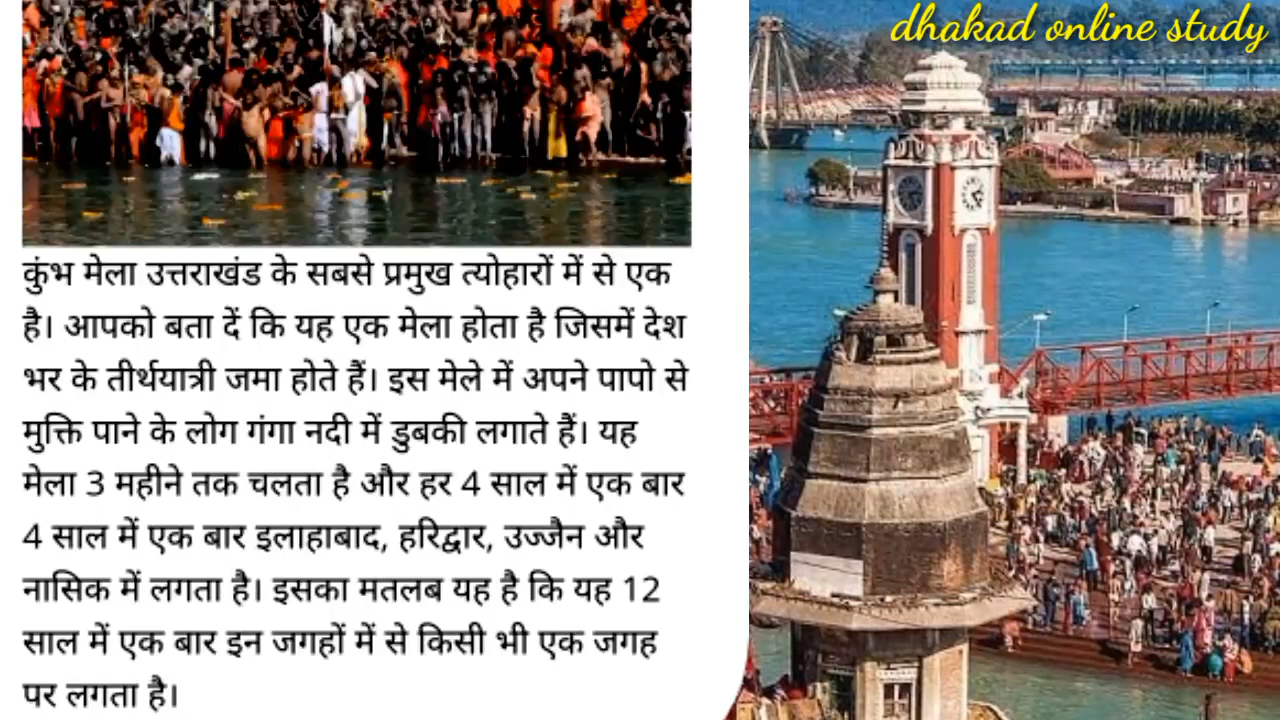 dhakad online study
कुंभ मेला उत्तराखंड के सबसे प्रमुख त्योहारों में से एक
है। आपको बता दें कि यह एक मेला होता है जिसमें देश
भर के तीर्थयात्री जमा होते हैं। इस मेले में अपने पापो से
मुक्ति पाने के लोग गंगा नदी में डुबकी लगाते हैं। यह
मेला 3 महीने तक चलता है और हर 4 साल में एक बार
4 साल में एक बार इलाहाबाद, हरिद्वार, उज्जैन और
नासिक में लगता है। इसका मतलब यह है कि यह 12
साल में एक बार इन जगहों में से किसी भी एक जगह
पर लगता है।